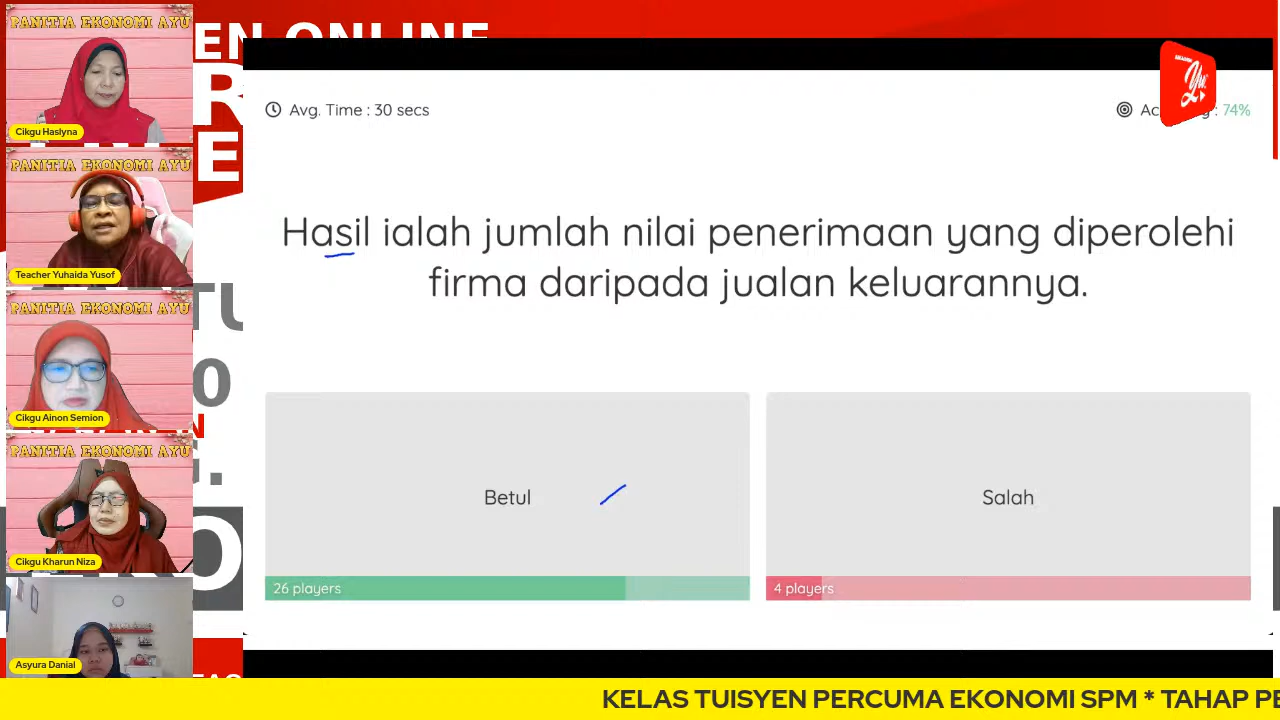 PANITIA EKONOMI AYU
Cikgu Haslyna
PANITIA EKONOMI AYU
Teacher Yuhaida Yusof
PANITIA EKONOMI AYU
Cikgu Ainon Semion
PANITIA EKONOMI AYU
Cikgu Kharun Niza
Asyura Danial
EN ONLINE
Avg. Time : 30 secs
: 74%
Hasil ialah jumlah nilai penerimaan yang diperolehi
firma daripada jualan keluarannya.
Betul
Salah
26 players
4 players
KELAS TUISYEN PERCUMA EKONOMI SPM * TAHAP PE